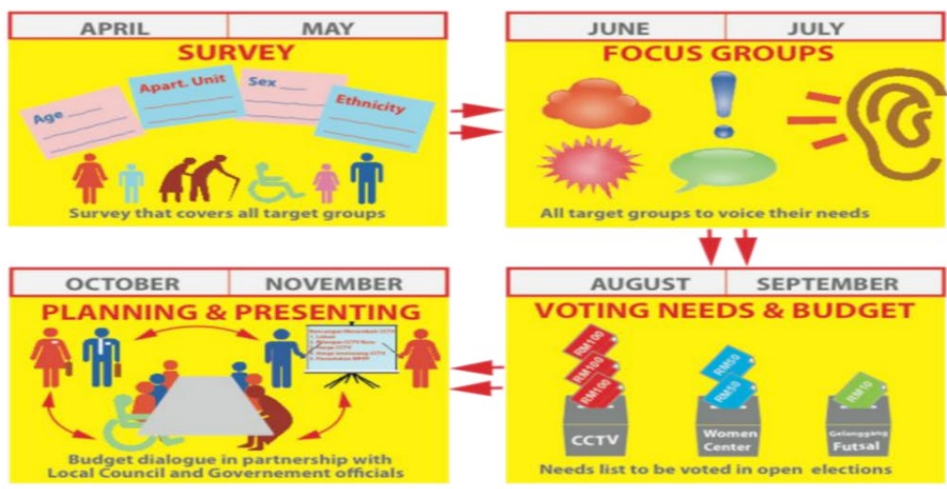 APRIL MAY
SURVEY
Age
Apart. Unit
Sex
Ethnicity
Survey that covers all target groups
JUNE JULY
FOCUS GROUPS
All target groups to voice their needs
AUGUST SEPTEMBER
VOTING NEEDS & BUDGET
RM100
RM100
RM100
RM50
RM50
RM10
CCTV
Women
Center
Gelanggang
Futsal
Needs list to be voted in open elections
OCTOBER NOVEMBER
PLANNING & PRESENTING
Budget dialogue in partnership with
Local Council and Governement officials